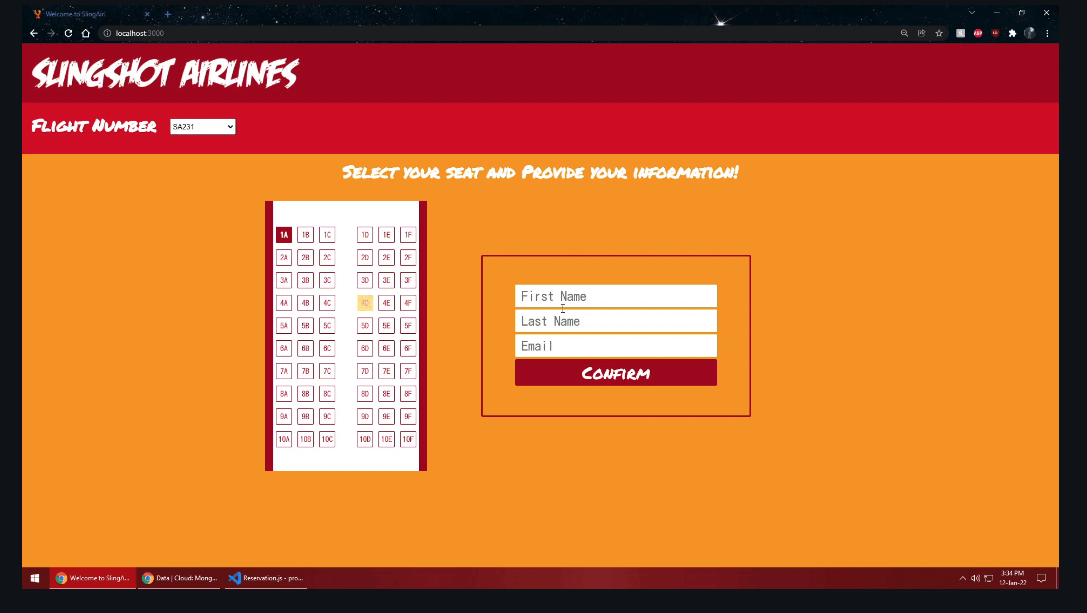 Welcome to SlingAir!
localhost:3000
SLINGSHOT AIRLINES
Flight Number SA231
Select your seat and Provide your information!
1A 1B 1C 1D 1E 1F
2A 2B 2C 2D 2E 2F
3A 3B 3C 3D 3E 3F
4A 4B 4C 4D 4E 4F
5A 5B 5C 5D 5E 5F
6A 6B 6C 6D 6E 6F
7A 7B 7C 7D 7E 7F
8A 8B 8C 8D 8E 8F
9A 9B 9C 9D 9E 9F
10A 10B 10C 10D 10E 10F
First Name
Last Name
Email
Confirm
Welcome to SlingA... Data | Cloud: Mong... Reservation.js - pro...
3:34 PM
12-Jan-22